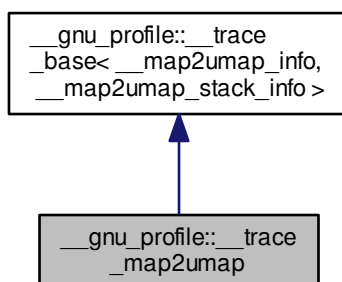 __gnu_profile::__trace
_base< __map2umap_info,
__map2umap_stack_info >
__gnu_profile::__trace
_map2umap